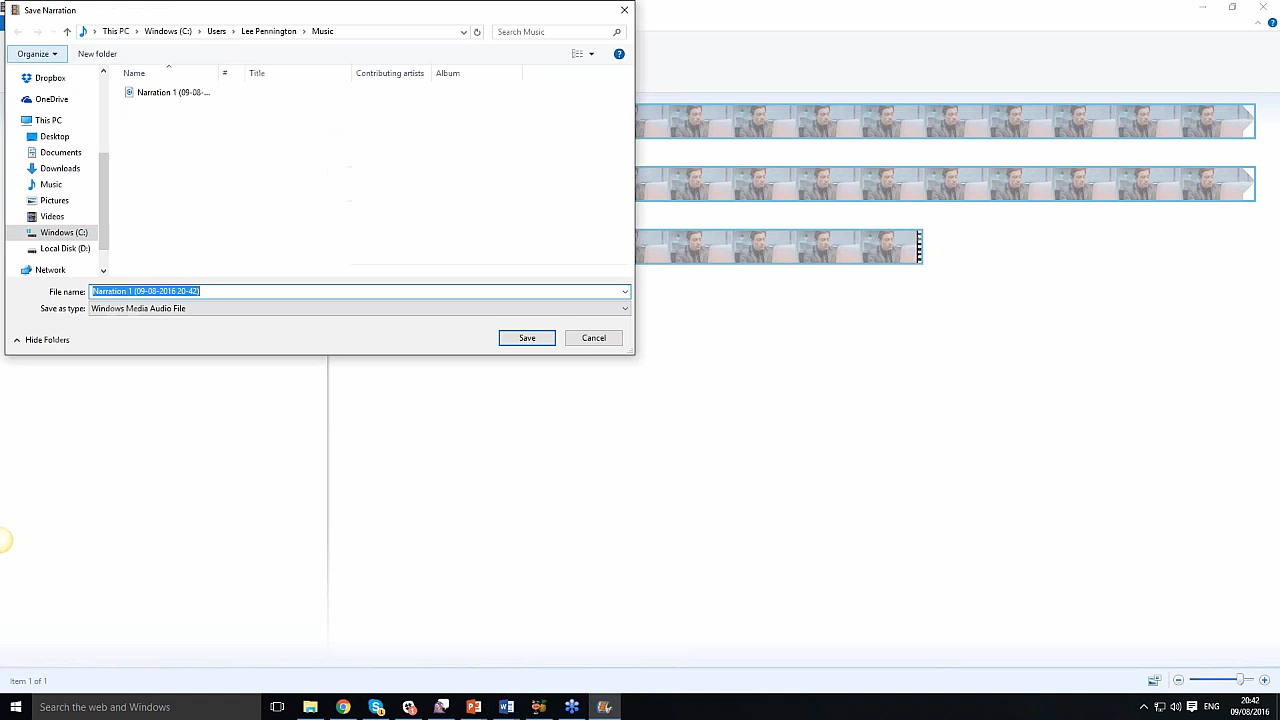 Save Narration
This PC Windows (C:) Users Lee Pennington Music
Search Music
Organize New folder
Name # Title Contributing artists Album
Dropbox
Narration 1 (09-08-...
OneDrive
This PC
Desktop
Documents
Downloads
Music
Pictures
Videos
Windows (C:)
Local Disk (D:)
Network
File name: Narration 1 (09-08-2016 20-42)
Save as type: Windows Media Audio File
Hide Folders
Save Cancel
Item 1 of 1
Search the web and Windows
ENG
20:42
09/08/2016